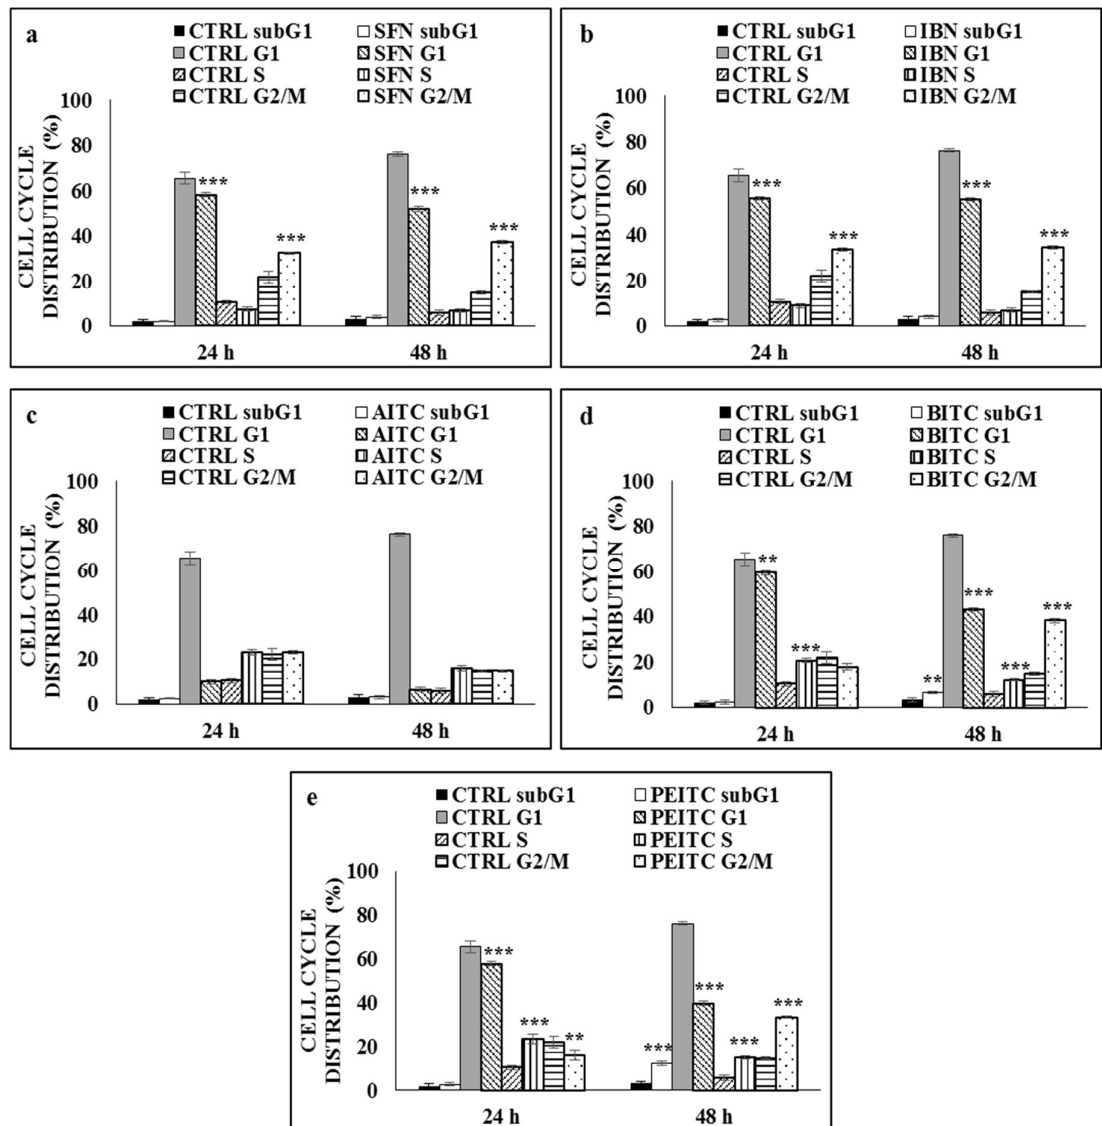 a
CTRL subG1 SFN subG1
CTRL G1 SFN G1
CTRL S SFN S
CTRL G2/M SFN G2/M
CELL CYCLE
DISTRIBUTION (%)
100
80
60
40
20
0
***
***
***
***
24 h 48 h
b
CTRL subG1 IBN subG1
CTRL G1 IBN G1
CTRL S IBN S
CTRL G2/M IBN G2/M
CELL CYCLE
DISTRIBUTION (%)
100
80
60
40
20
0
***
***
***
***
24 h 48 h
c
CTRL subG1 AITC subG1
CTRL G1 AITC G1
CTRL S AITC S
CTRL G2/M AITC G2/M
CELL CYCLE
DISTRIBUTION (%)
100
80
60
40
20
0
24 h 48 h
d
CTRL subG1 BITC subG1
CTRL G1 BITC G1
CTRL S BITC S
CTRL G2/M BITC G2/M
CELL CYCLE
DISTRIBUTION (%)
100
80
60
40
20
0
**
***
**
***
***
***
24 h 48 h
e
CTRL subG1 PEITC subG1
CTRL G1 PEITC G1
CTRL S PEITC S
CTRL G2/M PEITC G2/M
CELL CYCLE
DISTRIBUTION (%)
100
80
60
40
20
0
***
***
**
***
***
***
***
24 h 48 h